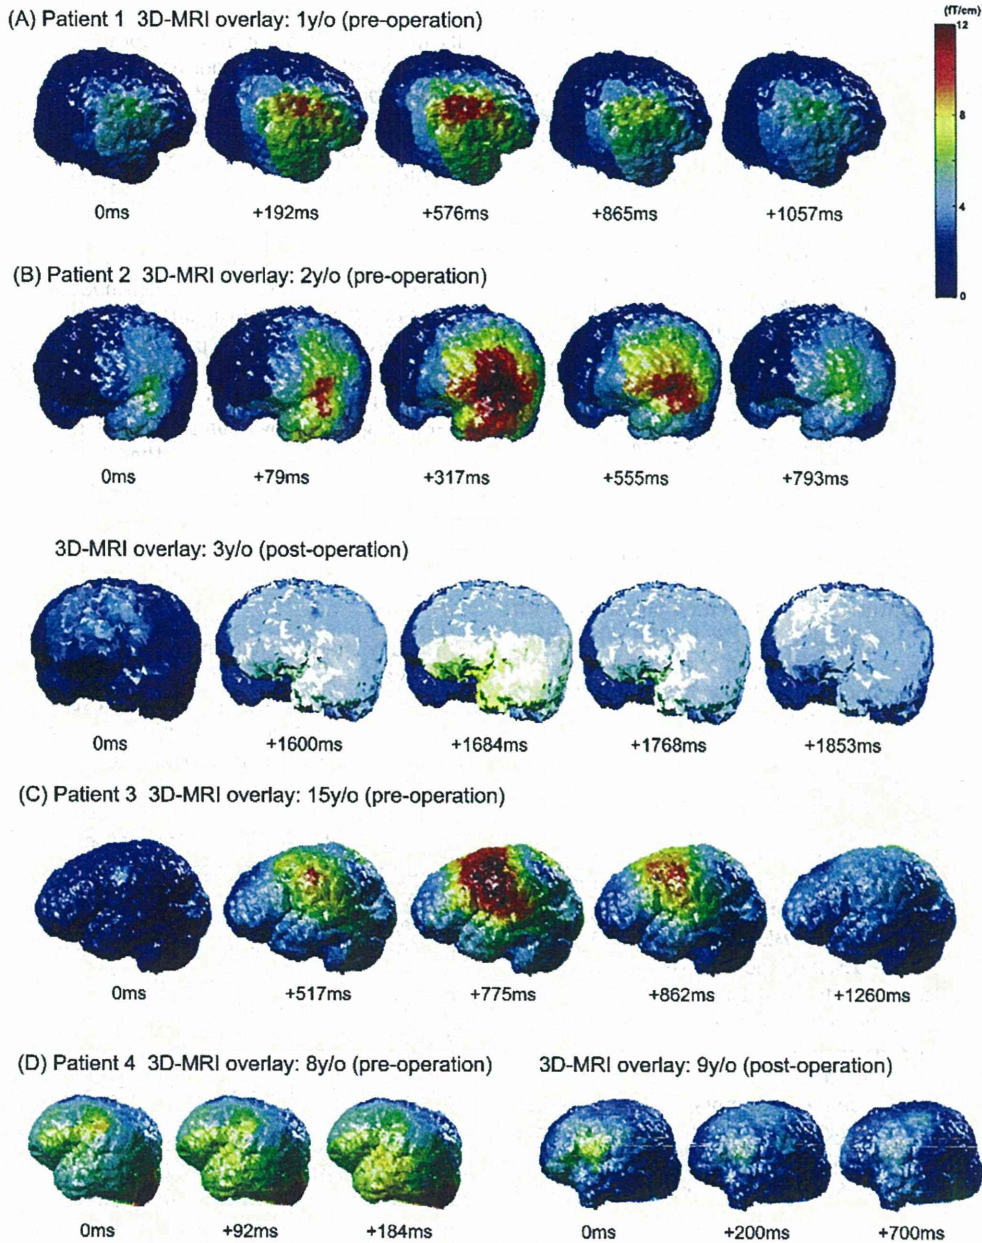 (A) Patient 1 3D-MRI overlay: 1y/o (pre-operation)
(fT/cm)
12
8
4
0
0ms +192ms +576ms +865ms +1057ms
(B) Patient 2 3D-MRI overlay: 2y/o (pre-operation)
0ms +79ms +317ms +555ms +793ms
3D-MRI overlay: 3y/o (post-operation)
0ms +1600ms +1684ms +1768ms +1853ms
(C) Patient 3 3D-MRI overlay: 15y/o (pre-operation)
0ms +517ms +775ms +862ms +1260ms
(D) Patient 4 3D-MRI overlay: 8y/o (pre-operation) 3D-MRI overlay: 9y/o (post-operation)
0ms +92ms +184ms 0ms +200ms +700ms